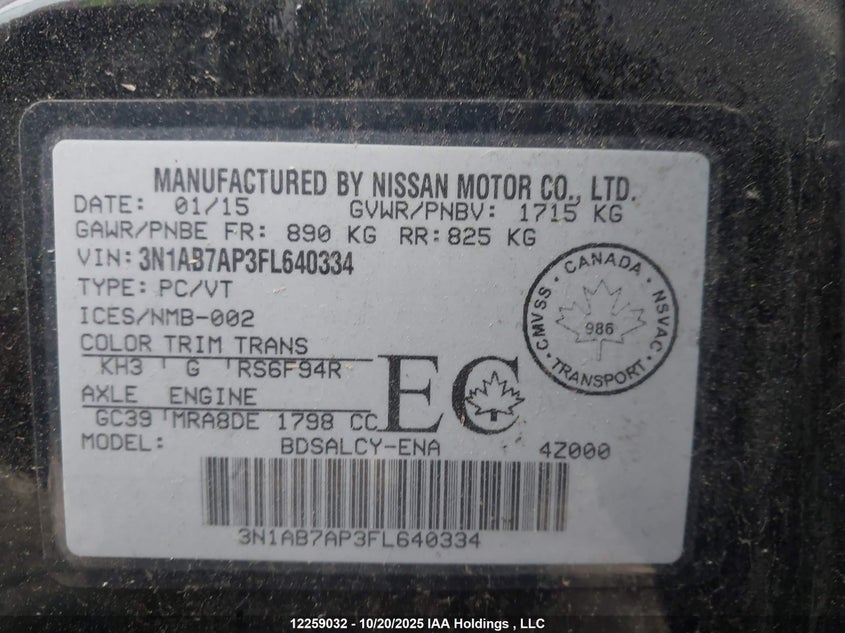 MANUFACTURED BY NISSAN MOTOR CO., LTD.
DATE: 01/15 GVWR/PNBV: 1715 KG
GAWR/PNBE FR: 890 KG RR: 825 KG
VIN: 3N1AB7AP3FL640334
TYPE: PC/VT
ICES/NMB-002
COLOR TRIM TRANS
KH3 G RS6F94R
AXLE ENGINE
GC39 MRA8DE 1798 CC
EC
CANADA
CMVSS · NSVAC
986
TRANSPORT
MODEL: BDSALCY-ENA 4Z000
3N1AB7AP3FL640334
12259032 - 10/20/2025 IAA Holdings , LLC